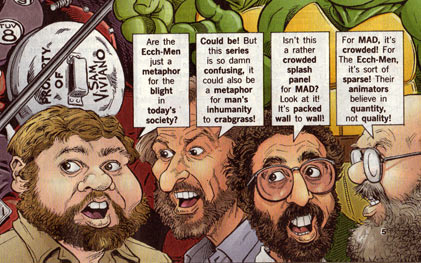 PROPERTY
OF
SAM
VIVIANO
Are the
Ecch-Men
just a
metaphor
for the
blight
in
today's
society?
Could be! But
this series
is so damn
confusing, it
could also be
a metaphor
for man's
inhumanity
to crabgrass!
Isn't this
a rather
crowded
splash
panel
for MAD?
Look at it!
It's packed
wall to wall!
For MAD, it's
crowded! For
The Ecch-Men,
it's sort of
sparse! Their
animators
believe in
quantity,
not quality!